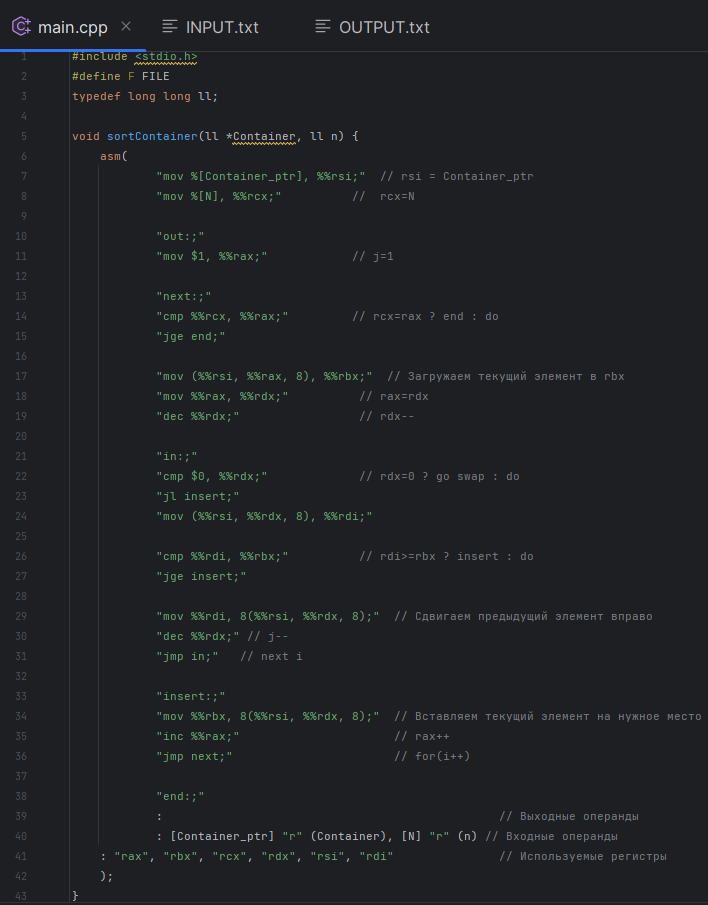 main.cpp × INPUT.txt OUTPUT.txt
1 #include <stdio.h>
2 #define F FILE
3 typedef long long ll;
4
5 void sortContainer(ll *Container, ll n) {
6 asm(
7 "mov %[Container_ptr], %%rsi;" // rsi = Container_ptr
8 "mov %[N], %%rcx;" // rcx=N
9
10 "out:;"
11 "mov $1, %%rax;" // j=1
12
13 "next:;"
14 "cmp %%rcx, %%rax;" // rcx=rax ? end : do
15 "jge end;"
16
17 "mov (%%rsi, %%rax, 8), %%rbx;" // Загружаем текущий элемент в rbx
18 "mov %%rax, %%rdx;" // rax=rdx
19 "dec %%rdx;" // rdx--
20
21 "in:;"
22 "cmp $0, %%rdx;" // rdx=0 ? go swap : do
23 "jl insert;"
24 "mov (%%rsi, %%rdx, 8), %%rdi;"
25
26 "cmp %%rdi, %%rbx;" // rdi>=rbx ? insert : do
27 "jge insert;"
28
29 "mov %%rdi, 8(%%rsi, %%rdx, 8);" // Сдвигаем предыдущий элемент вправо
30 "dec %%rdx;" // j--
31 "jmp in;" // next i
32
33 "insert:;"
34 "mov %%rbx, 8(%%rsi, %%rdx, 8);" // Вставляем текущий элемент на нужное место
35 "inc %%rax;" // rax++
36 "jmp next;" // for(i++)
37
38 "end:;"
39 : // Выходные операнды
40 : [Container_ptr] "r" (Container), [N] "r" (n) // Входные операнды
41 : "rax", "rbx", "rcx", "rdx", "rsi", "rdi" // Используемые регистры
42 );
43 }